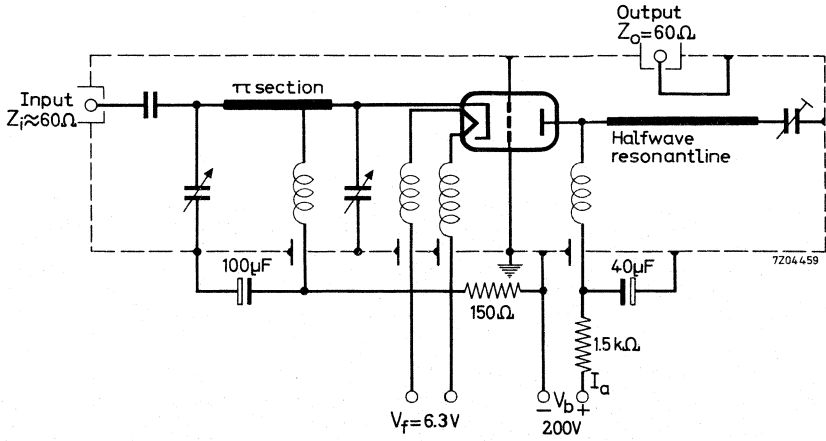 Output
Zo=60Ω
π section
Input
Zi≈60Ω
Halfwave
resonantline
7Z04459
100μF
40μF
150Ω
1.5kΩ
Ia
Vf=6.3V
− Vb +
200V